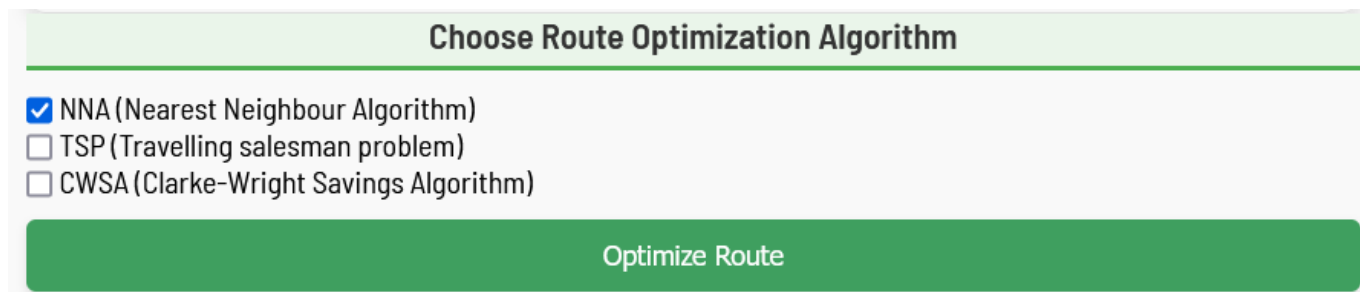 Choose Route Optimization Algorithm
NNA (Nearest Neighbour Algorithm)
TSP (Travelling salesman problem)
CWSA (Clarke-Wright Savings Algorithm)
Optimize Route